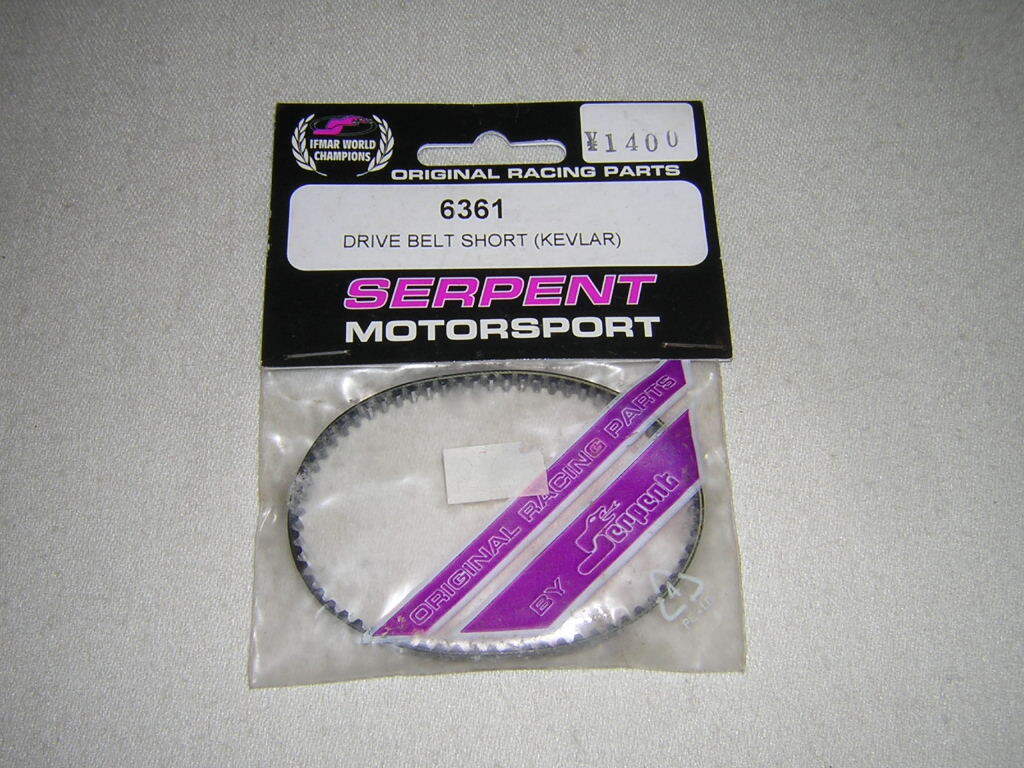 IFMAR WORLD
CHAMPIONS
¥1400
ORIGINAL RACING PARTS
6361
DRIVE BELT SHORT (KEVLAR)
SERPENT
MOTORSPORT
ORIGINAL RACING PARTS
BY Serpent
4